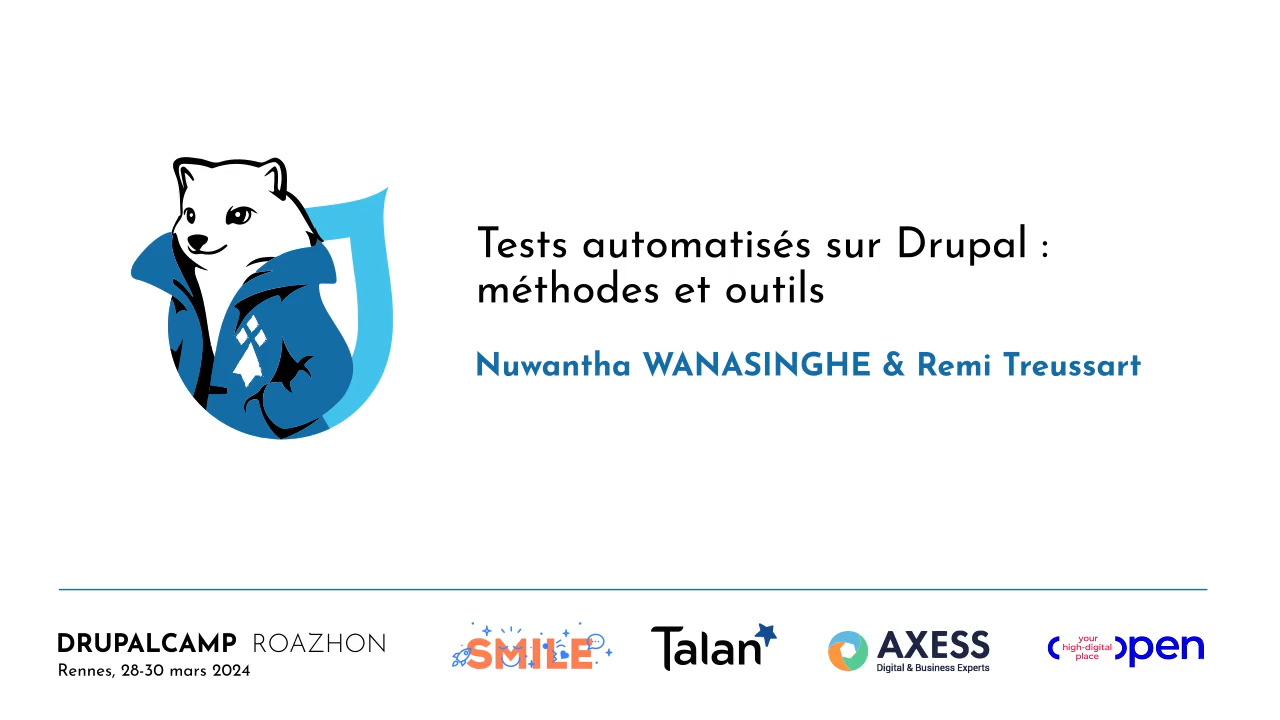 Tests automatisés sur Drupal :
méthodes et outils
Nuwantha WANASINGHE & Remi Treussart
DRUPALCAMP ROAZHON
Rennes, 28-30 mars 2024
SMILE
Talan
AXESS
Digital & Business Experts
your
high-digital
place
open